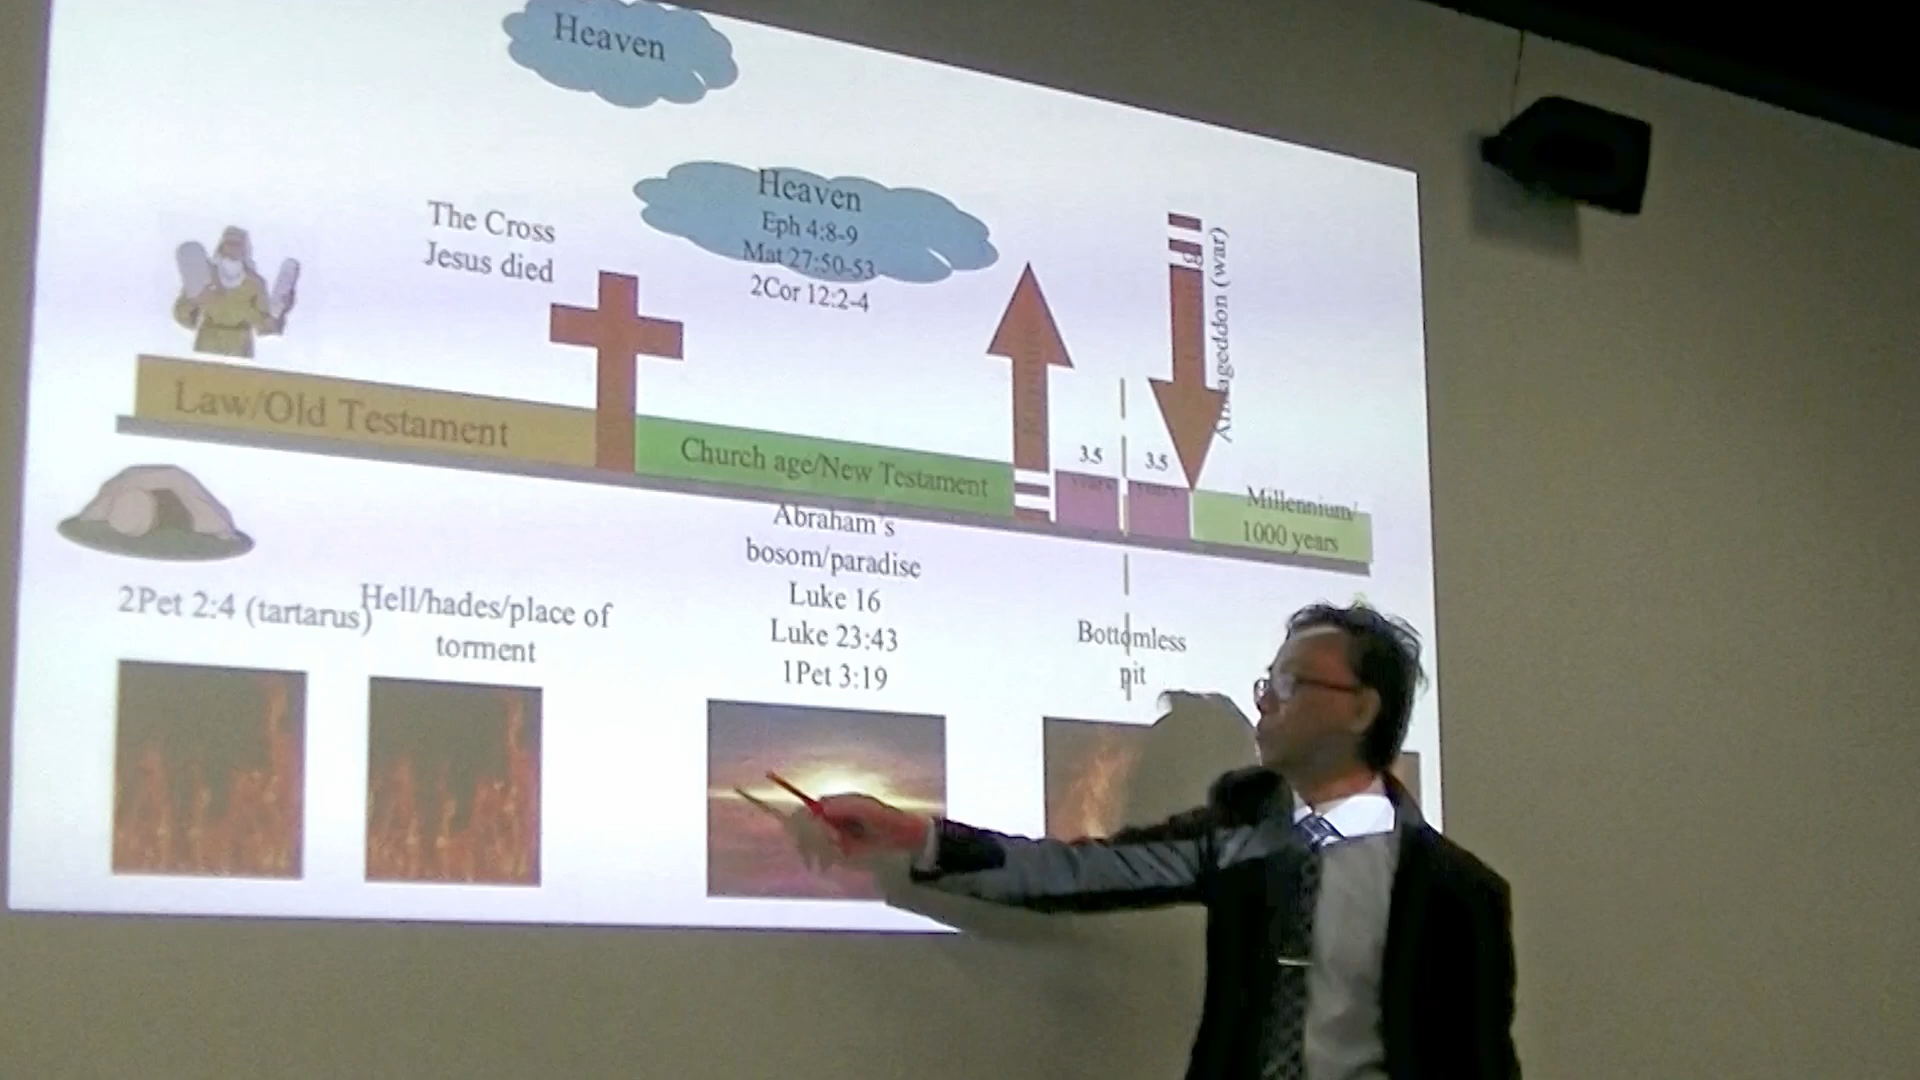 Heaven
Heaven
Eph 4:8-9
Mat 27:50-53
2Cor 12:2-4
The Cross
Jesus died
Law/Old Testament
Church age/New Testament
3.5
years
3.5
years
Armageddon (war)
Millennium/
1000 years
2Pet 2:4 (tartarus)
Hell/hades/place of
torment
Abraham's
bosom/paradise
Luke 16
Luke 23:43
1Pet 3:19
Bottomless
pit